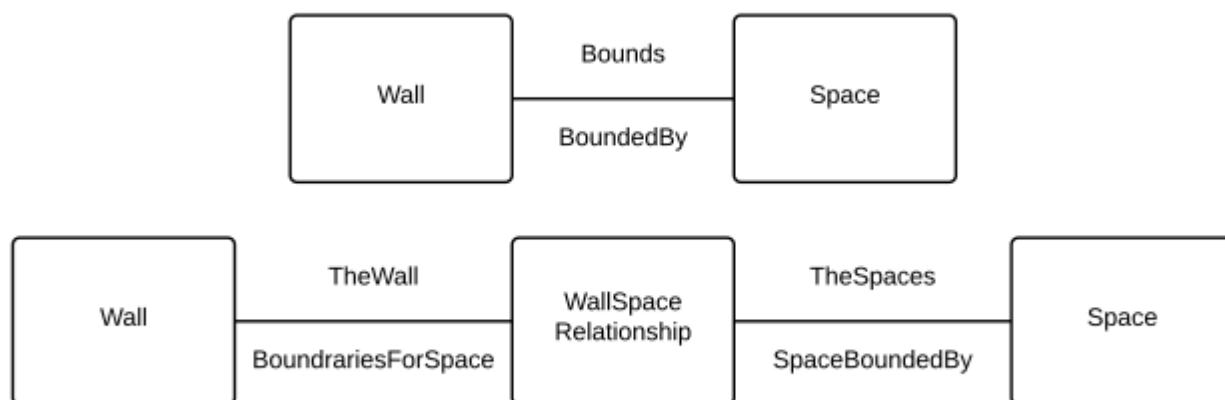 Bounds
Wall
Space
BoundedBy
TheWall
TheSpaces
Wall
WallSpace
Relationship
Space
BoundrariesForSpace
SpaceBoundedBy